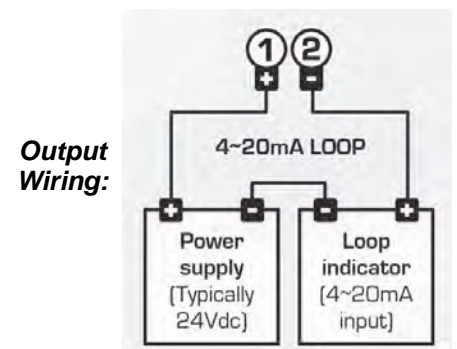 1 2
+ -
4~20mA LOOP
Output
Wiring:
+ - - +
Power
supply
(Typically
24Vdc)
Loop
indicator
(4~20mA
input)